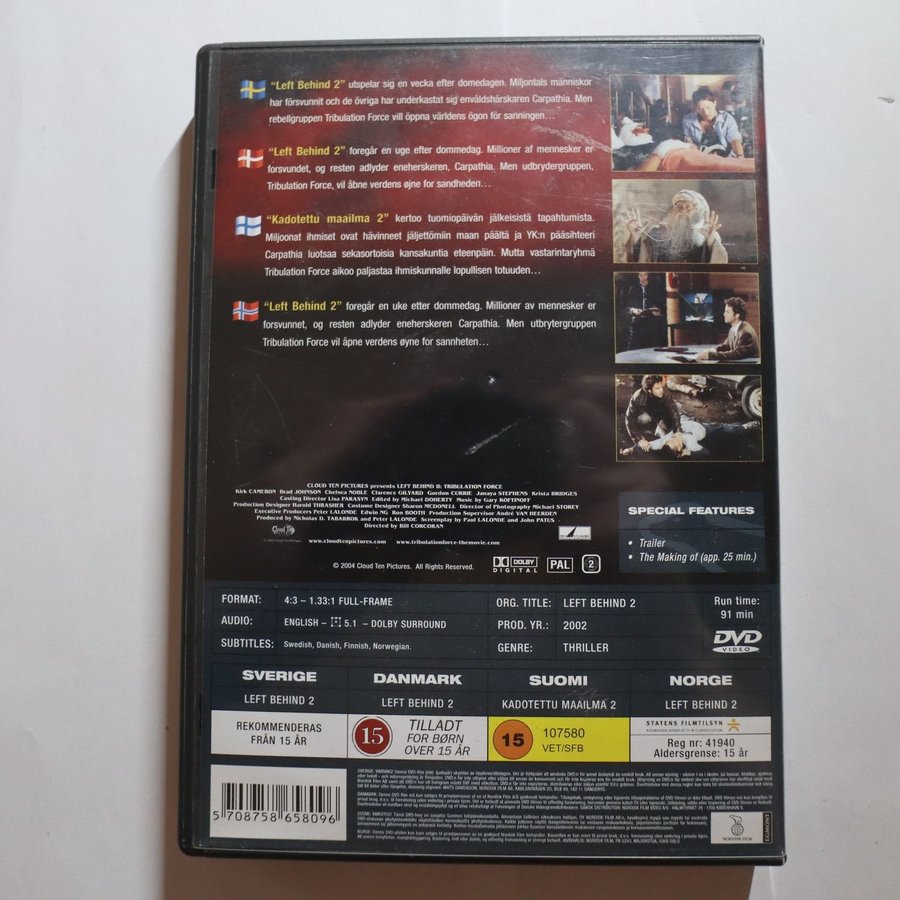 “Left Behind 2” utspelar sig en vecka efter domedagen. Miljontals människor
har försvunnit och de övriga har underkastat sig envåldshärskaren Carpathia. Men
rebellgruppen Tribulation Force vill öppna världens ögon för sanningen…
“Left Behind 2” foregår en uge efter dommedag. Millioner af mennesker er
forsvundet, og resten adlyder eneherskeren, Carpathia. Men udbrydergruppen,
Tribulation Force, vil åbne verdens øjne for sandheden…
“Kadotettu maailma 2” kertoo tuomiopäivän jälkeisistä tapahtumista.
Miljoonat ihmiset ovat hävinneet jäljettömiin maan päältä ja YK:n pääsihteeri
Carpathia luotsaa sekasortoisia kansakuntia eteenpäin. Mutta vastarintaryhmä
Tribulation Force aikoo paljastaa ihmiskunnalle lopullisen totuuden…
“Left Behind 2” foregår en uke etter dommedag. Millioner av mennesker er
forsvunnet, og resten adlyder eneherskeren Carpathia. Men utbrytergruppen
Tribulation Force vil åpne verdens øyne for sannheten…
CLOUD TEN PICTURES presents LEFT BEHIND II: TRIBULATION FORCE
Kirk CAMERON Brad JOHNSON Chelsea NOBLE Clarence GILYARD Gordon CURRIE Janaya STEPHENS Krista BRIDGES
Casting Director Lisa PARASYN Edited by Michael DOHERTY Music by Gary KOFTINOFF
Production Designer Harold THRASHER Costume Designer Sharon MCDONELL Director of Photography Michael STOREY
Executive Producers Peter LALONDE Edwin NG Ron BOOTH Production Supervisor André VAN HEERDEN
Produced by Nicholas D. TABARROK and Peter LALONDE Screenplay by Paul LALONDE and John PATUS
Directed by Bill CORCORAN
Cloud Ten
www.cloudtenpictures.com www.tribulationforce-themovie.com
© 2004 Cloud Ten Pictures. All Rights Reserved.
DOLBY DIGITAL PAL 2
SPECIAL FEATURES
• Trailer
• The Making of (app. 25 min.)
FORMAT: 4:3 – 1.33:1 FULL-FRAME
AUDIO: ENGLISH – 5.1 – DOLBY SURROUND
SUBTITLES: Swedish, Danish, Finnish, Norwegian.
ORG. TITLE: LEFT BEHIND 2
PROD. YR.: 2002
GENRE: THRILLER
Run time:
91 min
DVD
VIDEO
SVERIGE DANMARK SUOMI NORGE
LEFT BEHIND 2 LEFT BEHIND 2 KADOTETTU MAAILMA 2 LEFT BEHIND 2
REKOMMENDERAS
FRÅN 15 ÅR
15 TILLADT
FOR BØRN
OVER 15 ÅR
15 107580
VET/SFB
STATENS FILMTILSYN
Reg nr: 41940
Aldersgrense: 15 år
5 708758 658096
NORDISK FILM
EGMONT